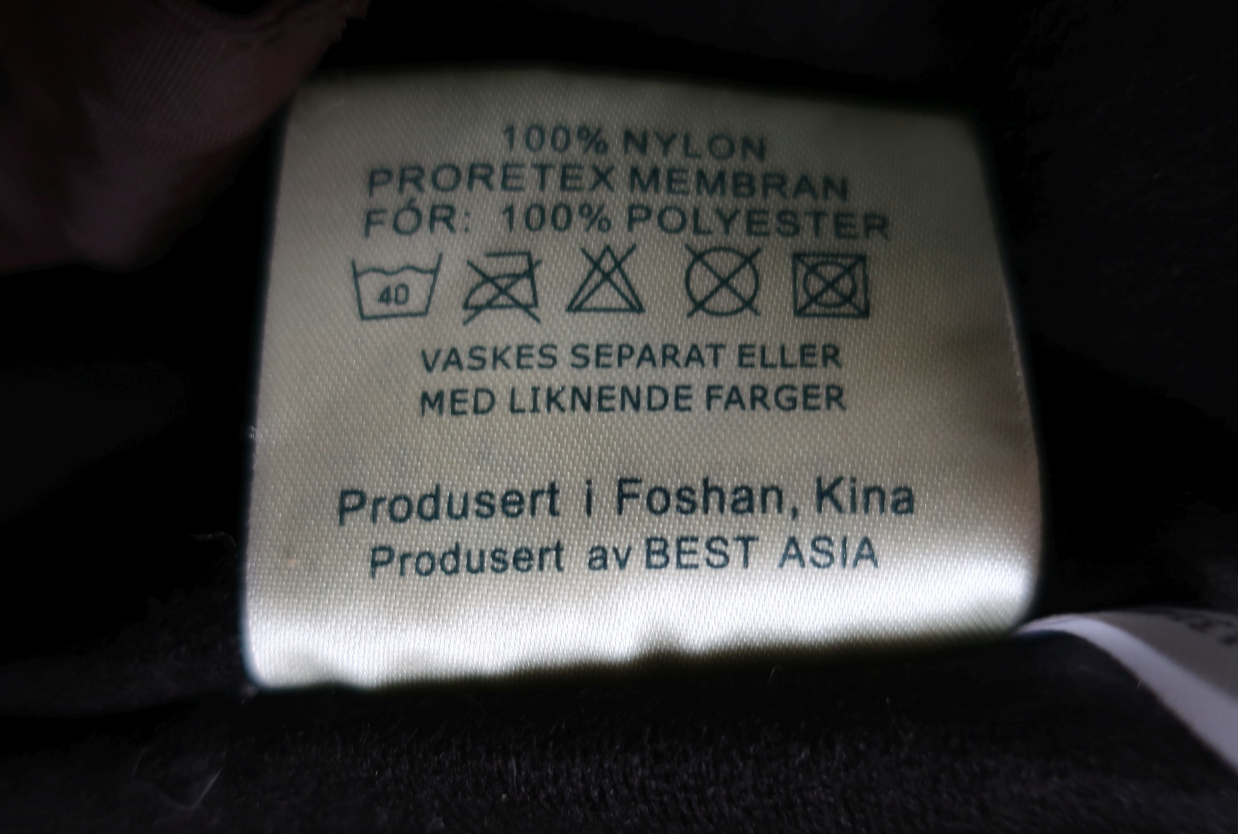 100% NYLON
PRORETEX MEMBRAN
FÓR: 100% POLYESTER
40
VASKES SEPARAT ELLER
MED LIKNENDE FARGER
Produsert i Foshan, Kina
Produsert av BEST ASIA